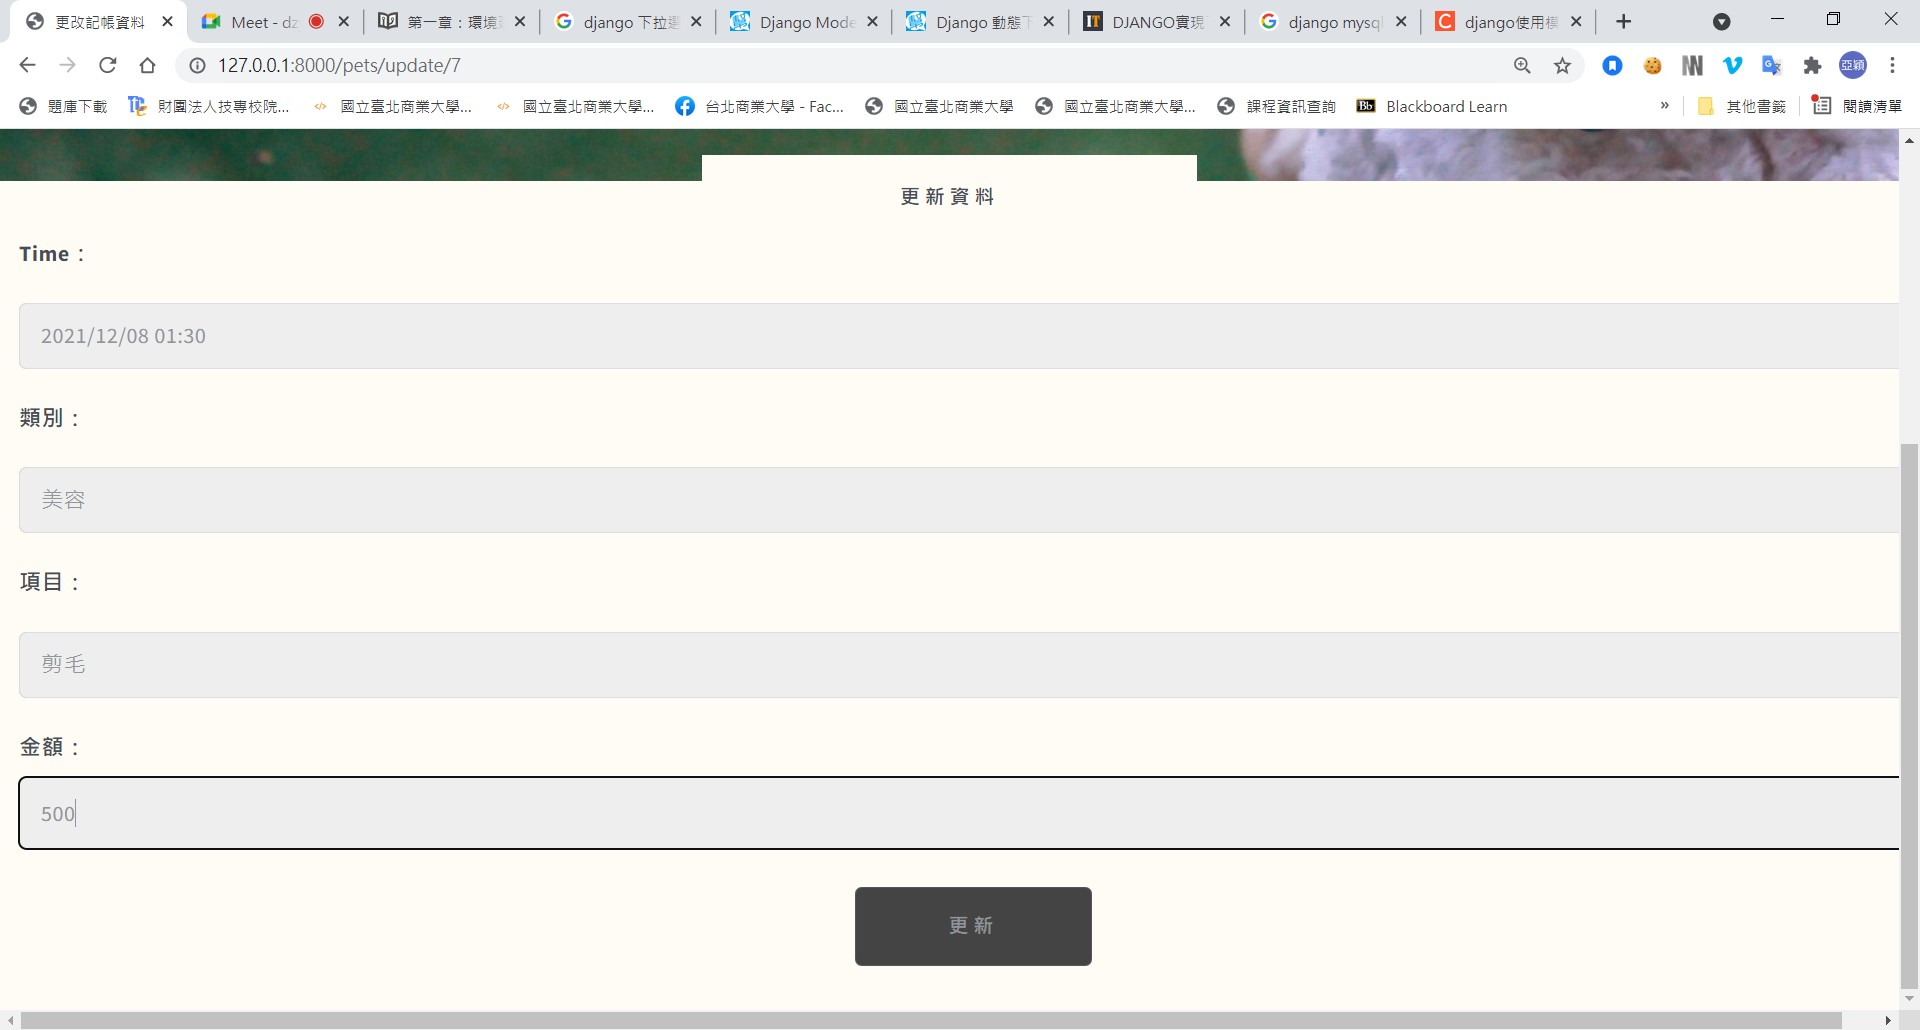 更改記帳資料
Meet - dz
第一章：環境
django 下拉選
Django Mode
Django 動態下
DJANGO實現
django mysql
django使用模
127.0.0.1:8000/pets/update/7
亞穎
題庫下載
財團法人技專校院...
國立臺北商業大學...
國立臺北商業大學...
台北商業大學 - Fac...
國立臺北商業大學
國立臺北商業大學...
課程資訊查詢
Bb
Blackboard Learn
»
其他書籤
閱讀清單
更新資料
Time：
2021/12/08 01:30
類別：
美容
項目：
剪毛
金額：
500
更新